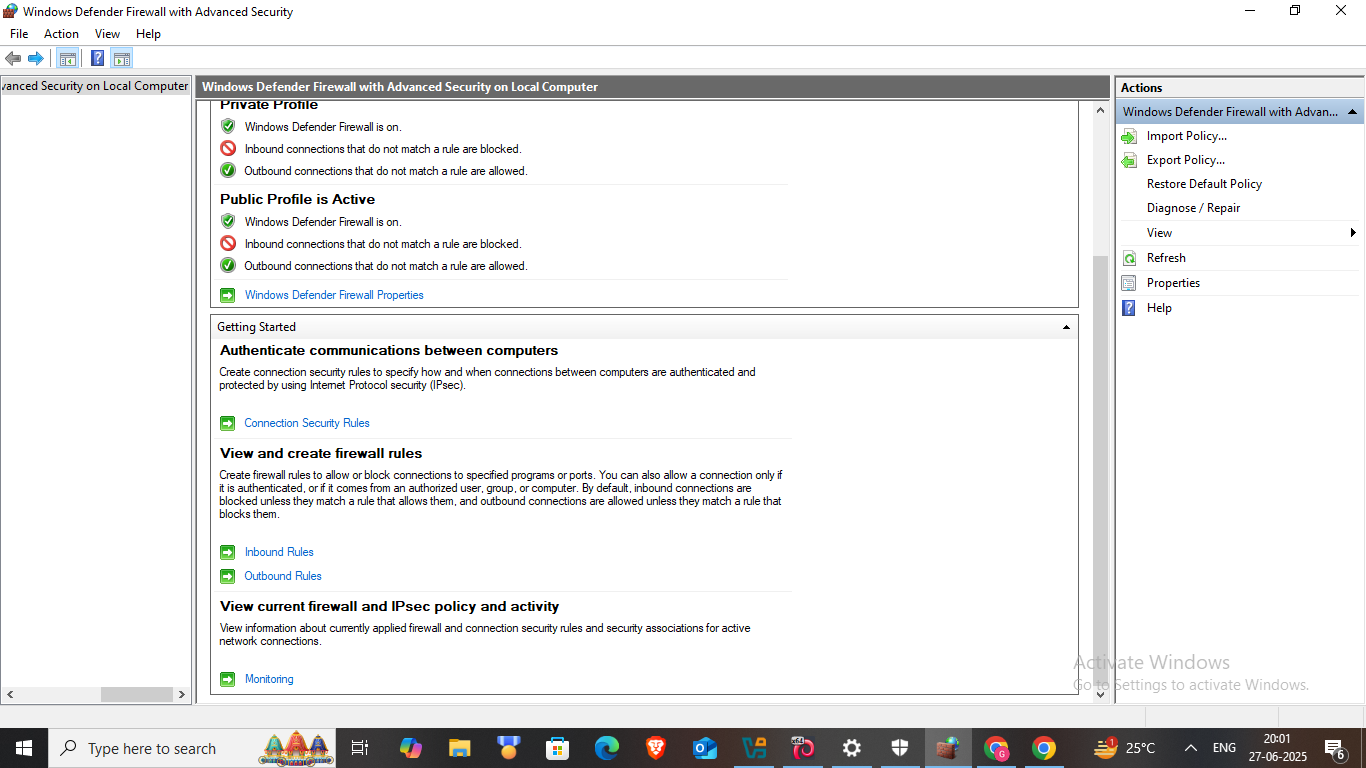 Windows Defender Firewall with Advanced Security
File Action View Help
vanced Security on Local Computer
Windows Defender Firewall with Advanced Security on Local Computer
Private Profile
Windows Defender Firewall is on.
Inbound connections that do not match a rule are blocked.
Outbound connections that do not match a rule are allowed.
Public Profile is Active
Windows Defender Firewall is on.
Inbound connections that do not match a rule are blocked.
Outbound connections that do not match a rule are allowed.
Windows Defender Firewall Properties
Getting Started
Authenticate communications between computers
Create connection security rules to specify how and when connections between computers are authenticated and
protected by using Internet Protocol security (IPsec).
Connection Security Rules
View and create firewall rules
Create firewall rules to allow or block connections to specified programs or ports. You can also allow a connection only if
it is authenticated, or if it comes from an authorized user, group, or computer. By default, inbound connections are
blocked unless they match a rule that allows them, and outbound connections are allowed unless they match a rule that
blocks them.
Inbound Rules
Outbound Rules
View current firewall and IPsec policy and activity
View information about currently applied firewall and connection security rules and security associations for active
network connections.
Monitoring
Actions
Windows Defender Firewall with Advan...
Import Policy...
Export Policy...
Restore Default Policy
Diagnose / Repair
View
Refresh
Properties
Help
Activate Windows
Go to Settings to activate Windows.
Type here to search
1
25°C
ENG
20:01
27-06-2025
6